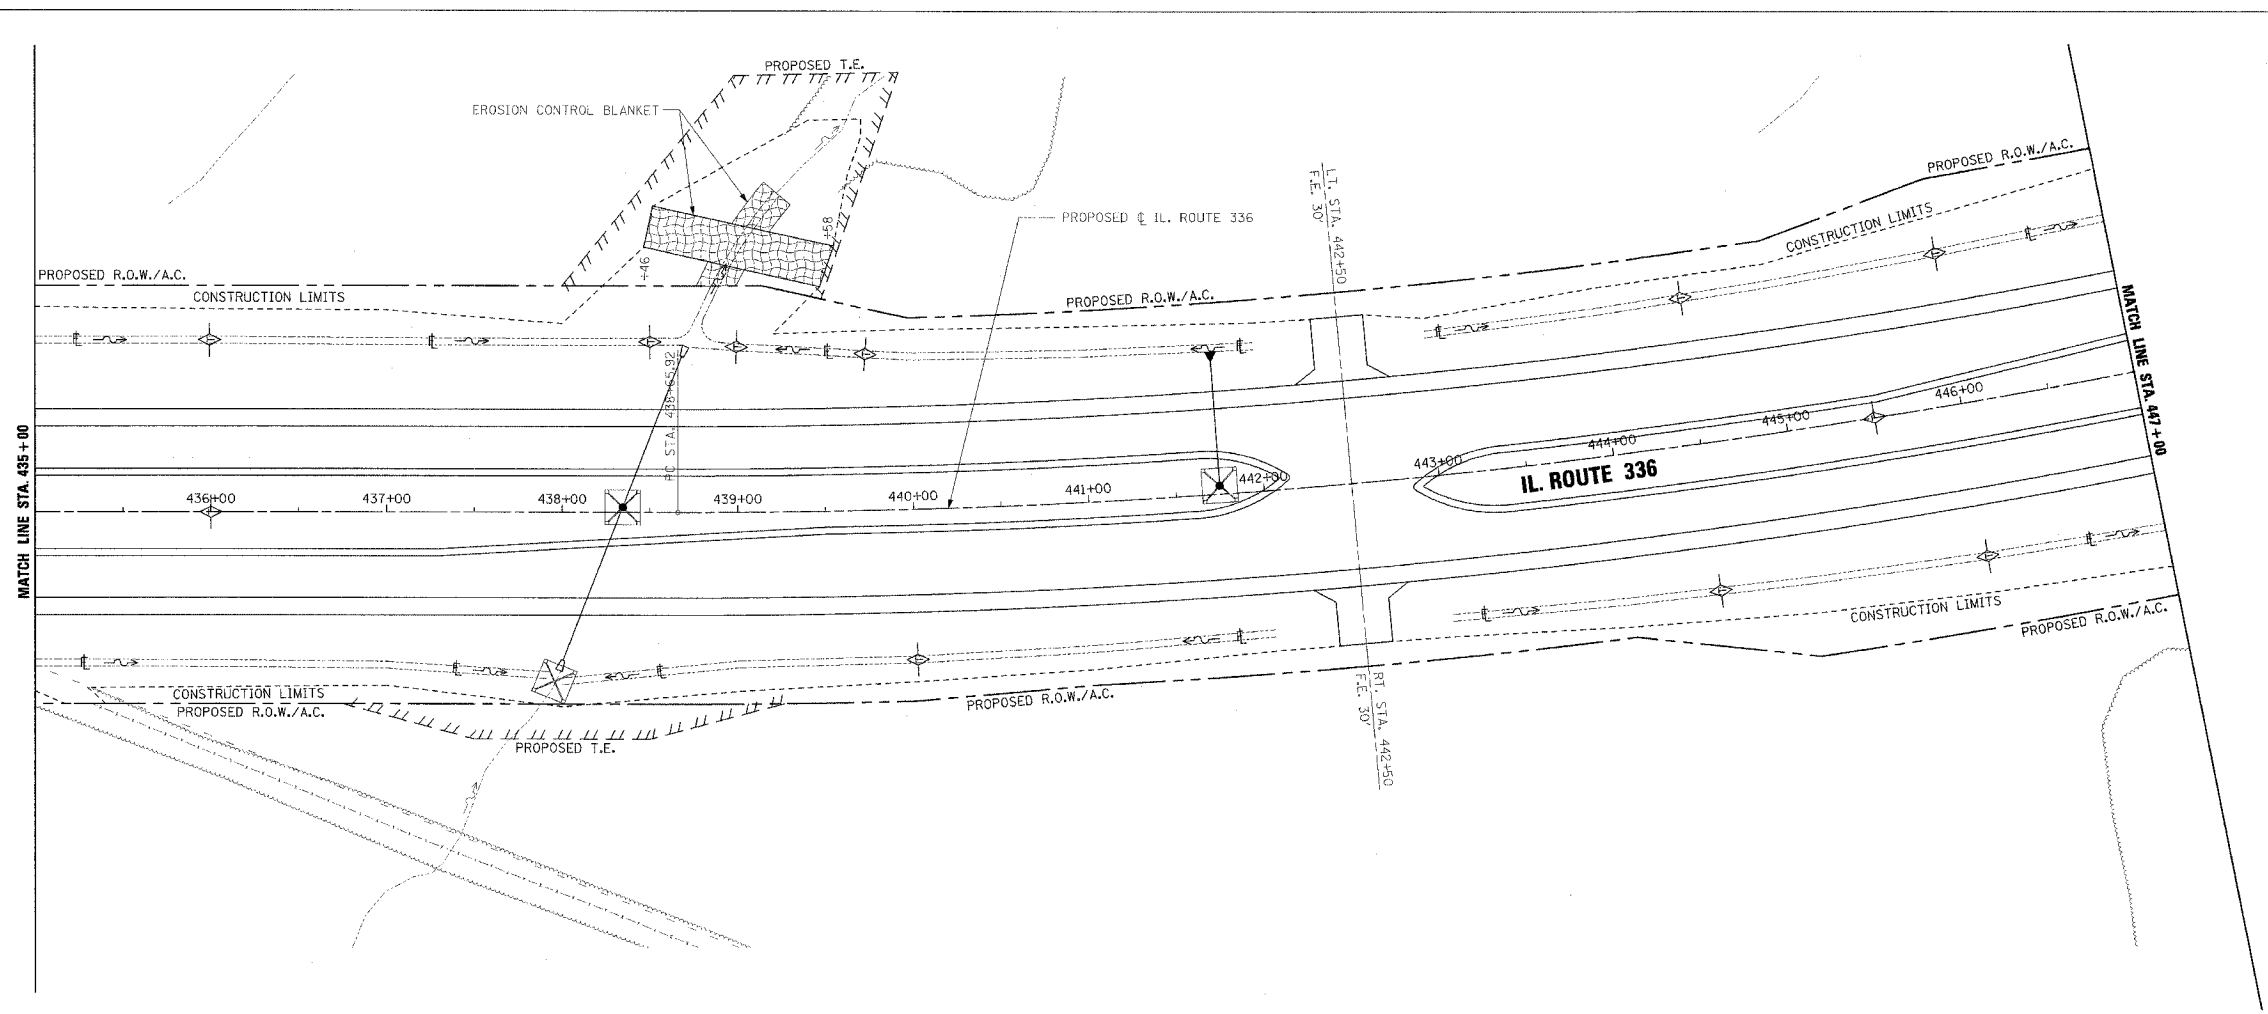 PROPOSED T.E.
EROSION CONTROL BLANKET
PROPOSED R.O.W./A.C.
CONSTRUCTION LIMITS
+46
+58
PROPOSED ℄ IL. ROUTE 336
LT. STA. 442+50
F.E. 30'
PROPOSED R.O.W./A.C.
PROPOSED R.O.W./A.C.
CONSTRUCTION LIMITS
MATCH LINE STA. 435+00
PC STA. 438+65.92
436+00
437+00
438+00
439+00
440+00
441+00
442+00
443+00
444+00
445+00
446+00
IL. ROUTE 336
MATCH LINE STA. 447+00
CONSTRUCTION LIMITS
PROPOSED R.O.W./A.C.
PROPOSED T.E.
PROPOSED R.O.W./A.C.
RT. STA. 442+50
F.E. 30'
CONSTRUCTION LIMITS
PROPOSED R.O.W./A.C.